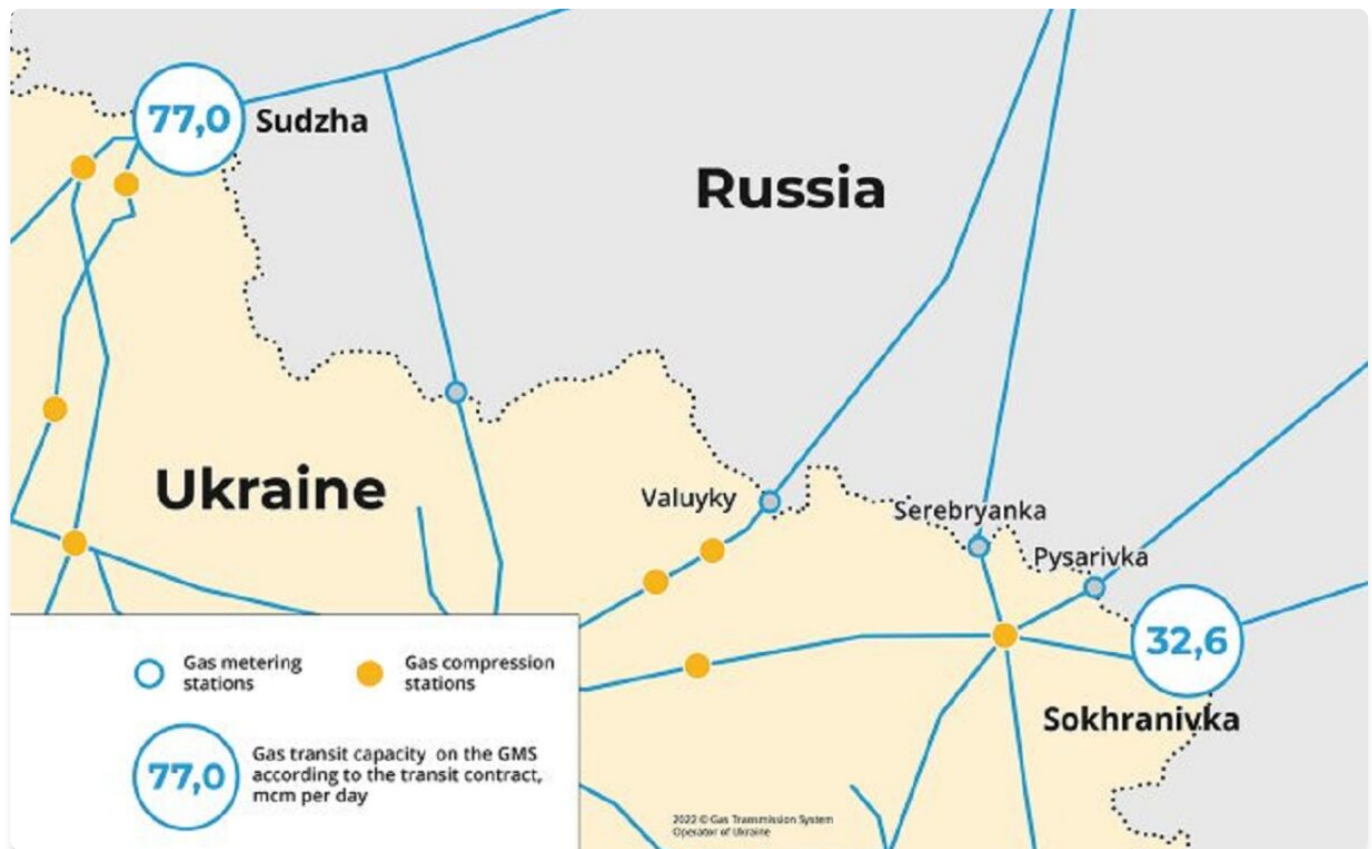 77,0
Sudzha
Russia
Ukraine
Valuyky
Serebryanka
Pysarivka
32,6
Sokhranivka
Gas metering
stations
Gas compression
stations
77,0
Gas transit capacity on the GMS
according to the transit contract,
mcm per day
2022 © Gas Transmission System
Operator of Ukraine